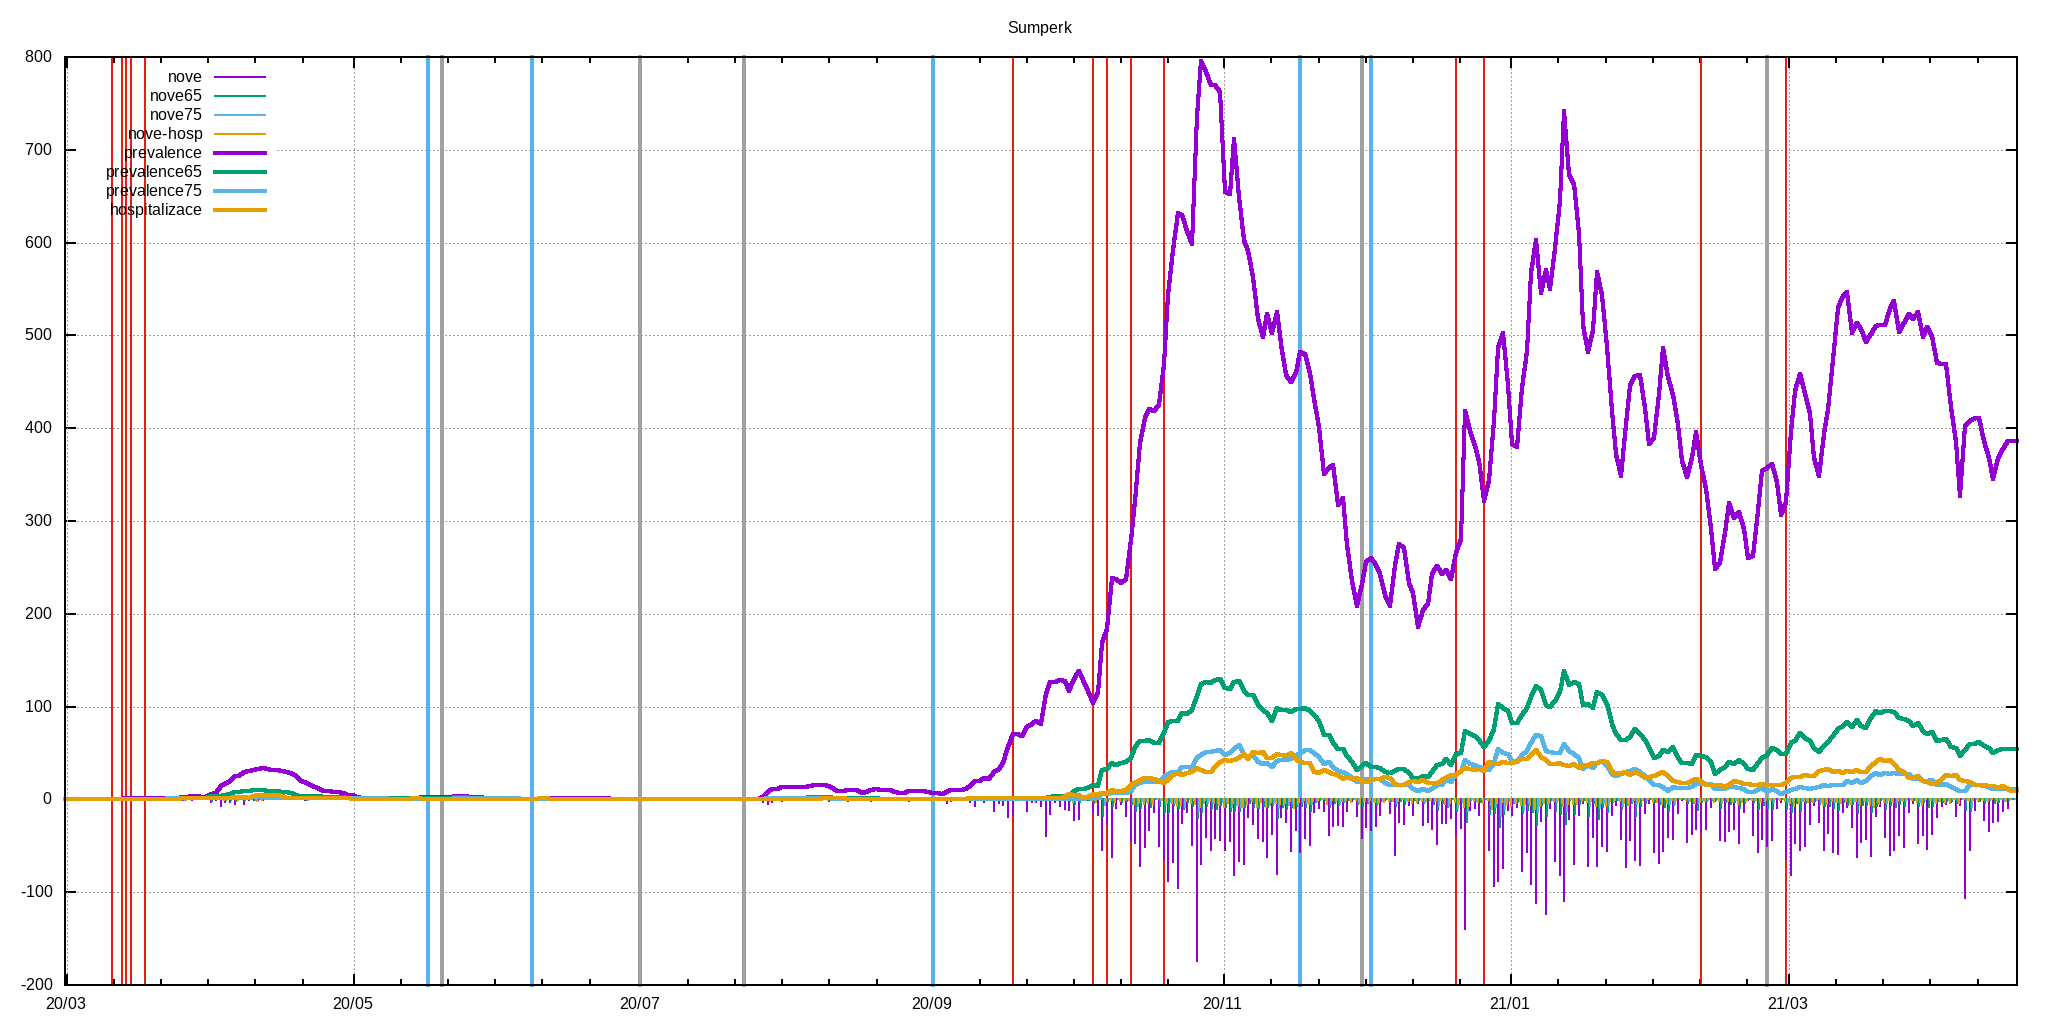 Sumperk
800
700
600
500
400
300
200
100
0
-100
-200
nove
nove65
nove75
nove-hosp
prevalence
prevalence65
prevalence75
hospitalizace
20/03 20/05 20/07 20/09 20/11 21/01 21/03